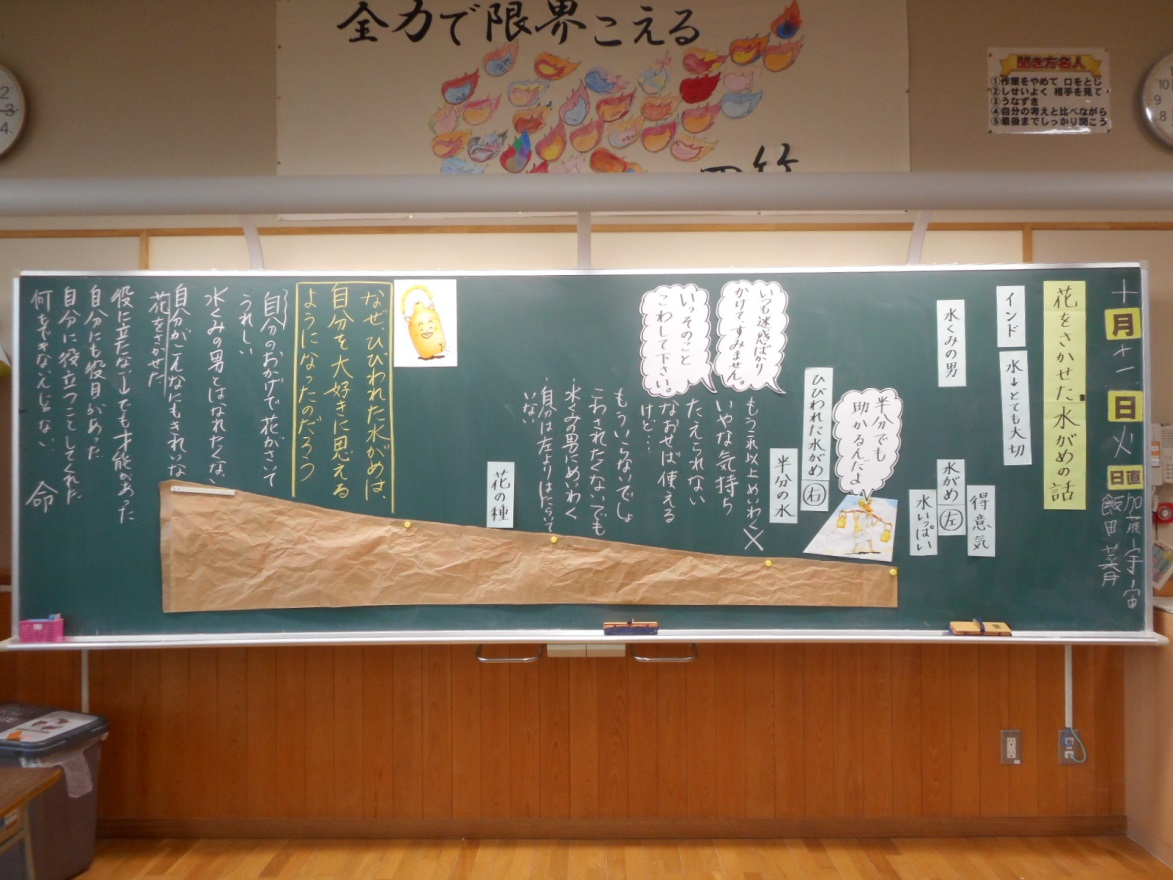 全力で限界こえる
聞き方名人
①作業をやめて 口をとじ
②しせいよく 相手を見て
③うなずき
④自分の考えと比べながら
⑤最後までしっかり聞こう
十月十一日火
日直
飯田
花をさかせた水がめの話
インド
水→とても大切
水くみの男
水がめ 左
得意気
水いっぱい
半分でも
助かるんだよ
ひびわれた水がめ 右
半分の水
いつも迷惑ばかり
かけてすみません。
いっそのこと
こわして下さい。
もうこれ以上めいわく×
いやな気持ち
たえられない
なおせば使える
けど…
もういらないでしょ
こわされたくない、でも
水くみの男にめいわく
・自分は左よりはたらいて
いない
花の種
なぜ、ひびわれた水がめは、
自分を大好きに思える
ようになったのだろう
自分のおかげで花がさいて
うれしい
水くみの男とはなれたくない
自分がこんなにもきれいな
花をさかせた
役に立たない→でも才能があった
自分にも役目があった
自分に役立つことしてくれた
何もできないんじゃない 命